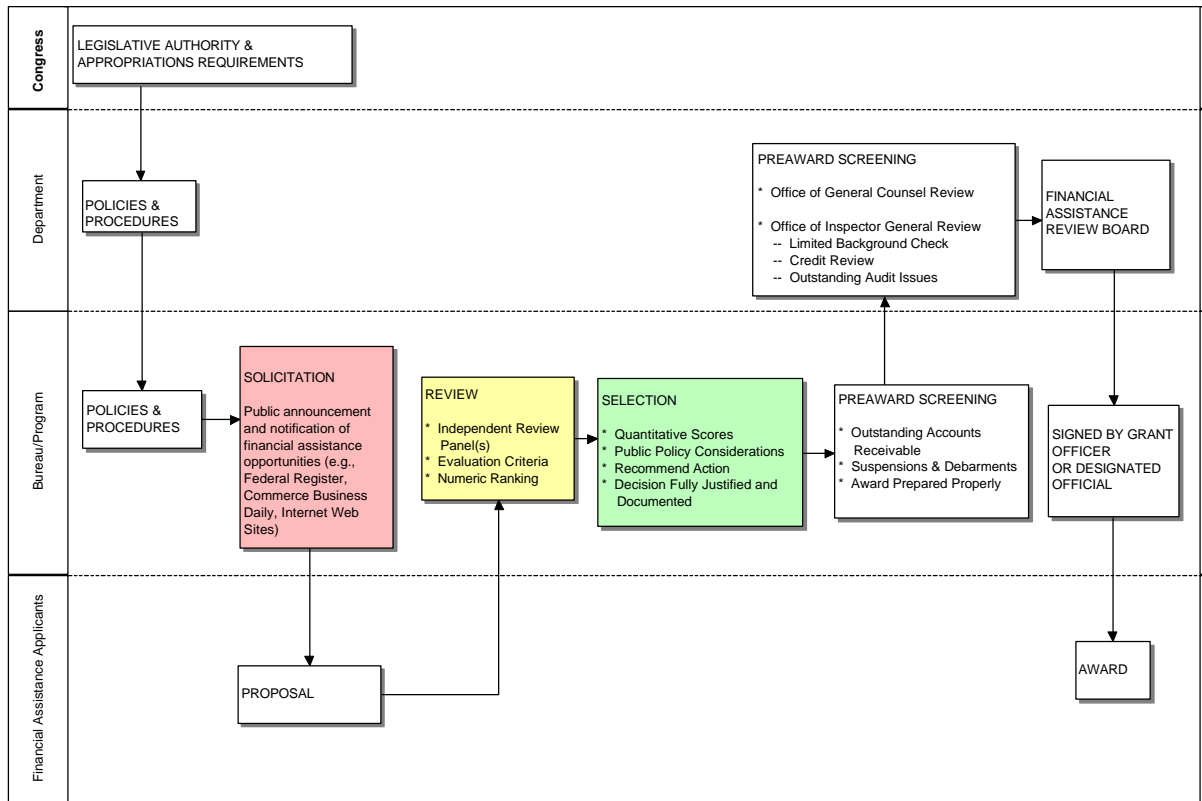 Congress
LEGISLATIVE AUTHORITY &
APPROPRIATIONS REQUIREMENTS
Department
POLICIES &
PROCEDURES
PREAWARD SCREENING
* Office of General Counsel Review
* Office of Inspector General Review
-- Limited Background Check
-- Credit Review
-- Outstanding Audit Issues
FINANCIAL
ASSISTANCE
REVIEW BOARD
Bureau/Program
POLICIES &
PROCEDURES
SOLICITATION
Public announcement
and notification of
financial assistance
opportunities (e.g.,
Federal Register,
Commerce Business
Daily, Internet Web
Sites)
REVIEW
* Independent Review
Panel(s)
* Evaluation Criteria
* Numeric Ranking
SELECTION
* Quantitative Scores
* Public Policy Considerations
* Recommend Action
* Decision Fully Justified and
Documented
PREAWARD SCREENING
* Outstanding Accounts
Receivable
* Suspensions & Debarments
* Award Prepared Properly
SIGNED BY GRANT
OFFICER
OR DESIGNATED
OFFICIAL
Financial Assistance Applicants
PROPOSAL
AWARD